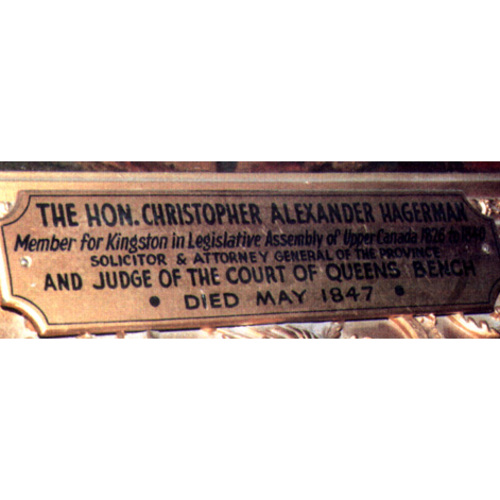 THE HON. CHRISTOPHER ALEXANDER HAGERMAN
Member for Kingston in Legislative Assembly of Upper Canada 1826 to 1840
SOLICITOR & ATTORNEY GENERAL OF THE PROVINCE
AND JUDGE OF THE COURT OF QUEENS BENCH
• DIED MAY 1847 •